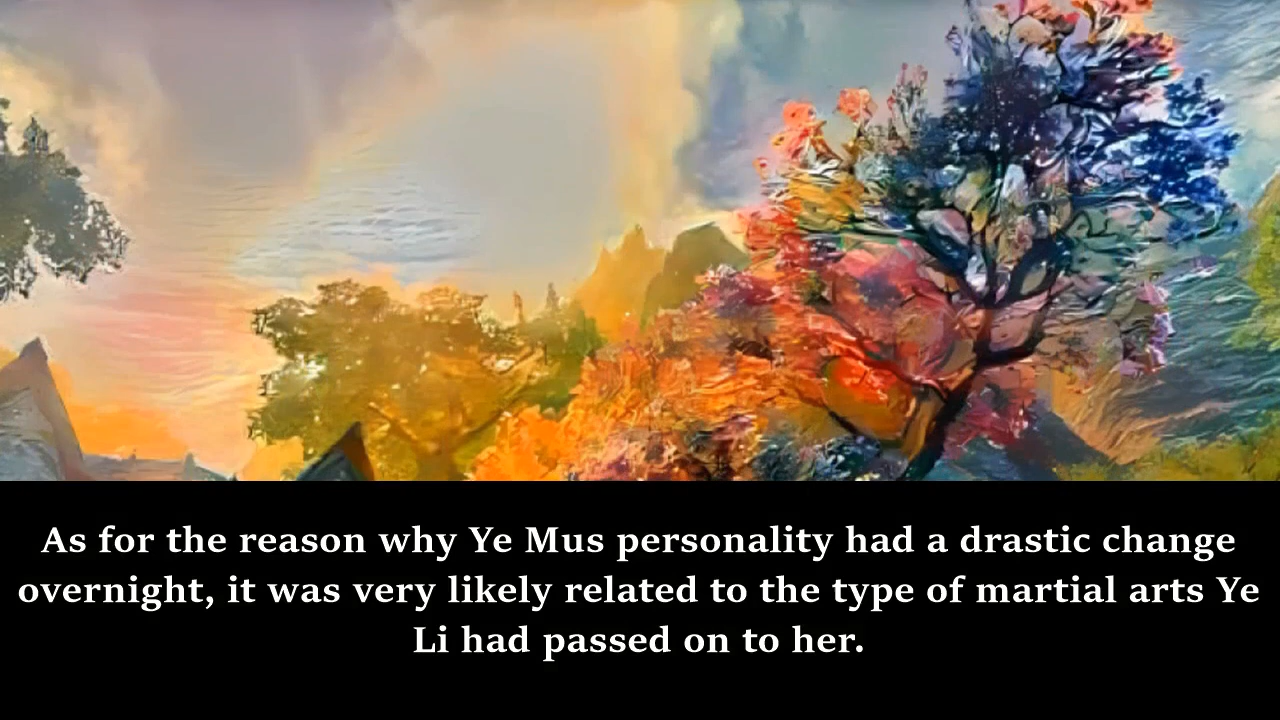 As for the reason why Ye Mus personality had a drastic change
overnight, it was very likely related to the type of martial arts Ye
Li had passed on to her.